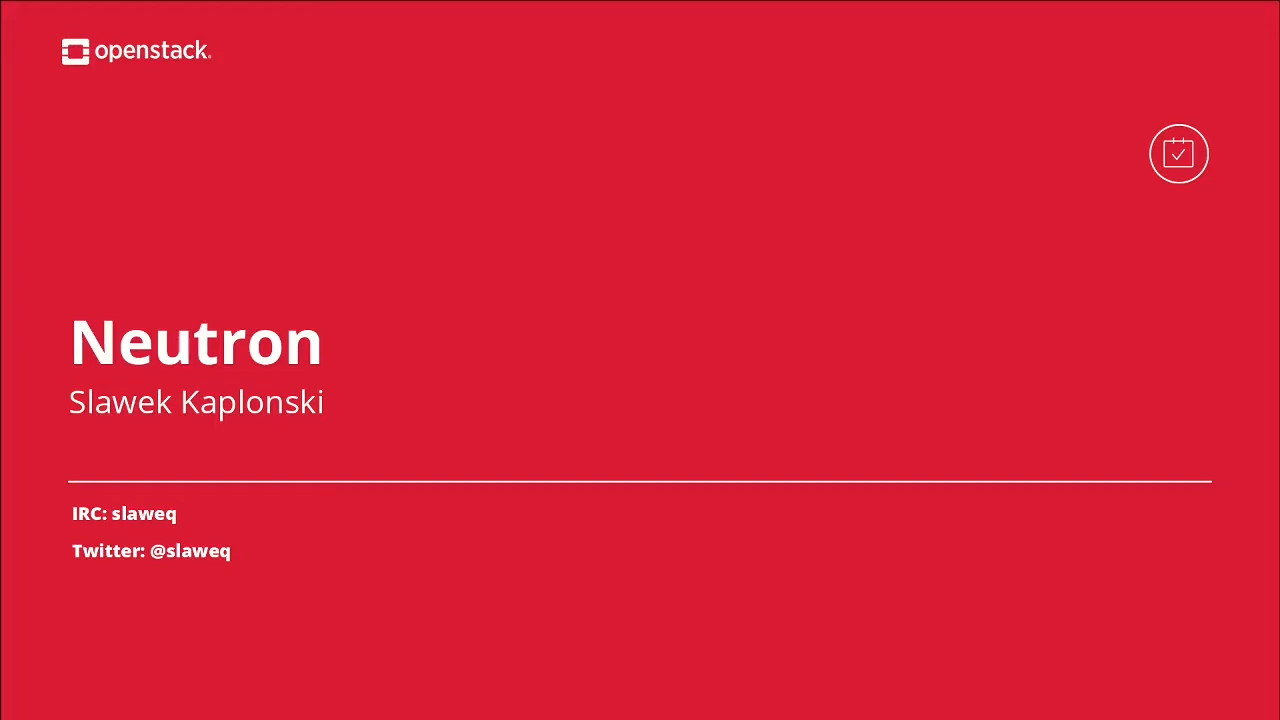 openstack.
Neutron
Slawek Kaplonski
IRC: slaweq
Twitter: @slaweq